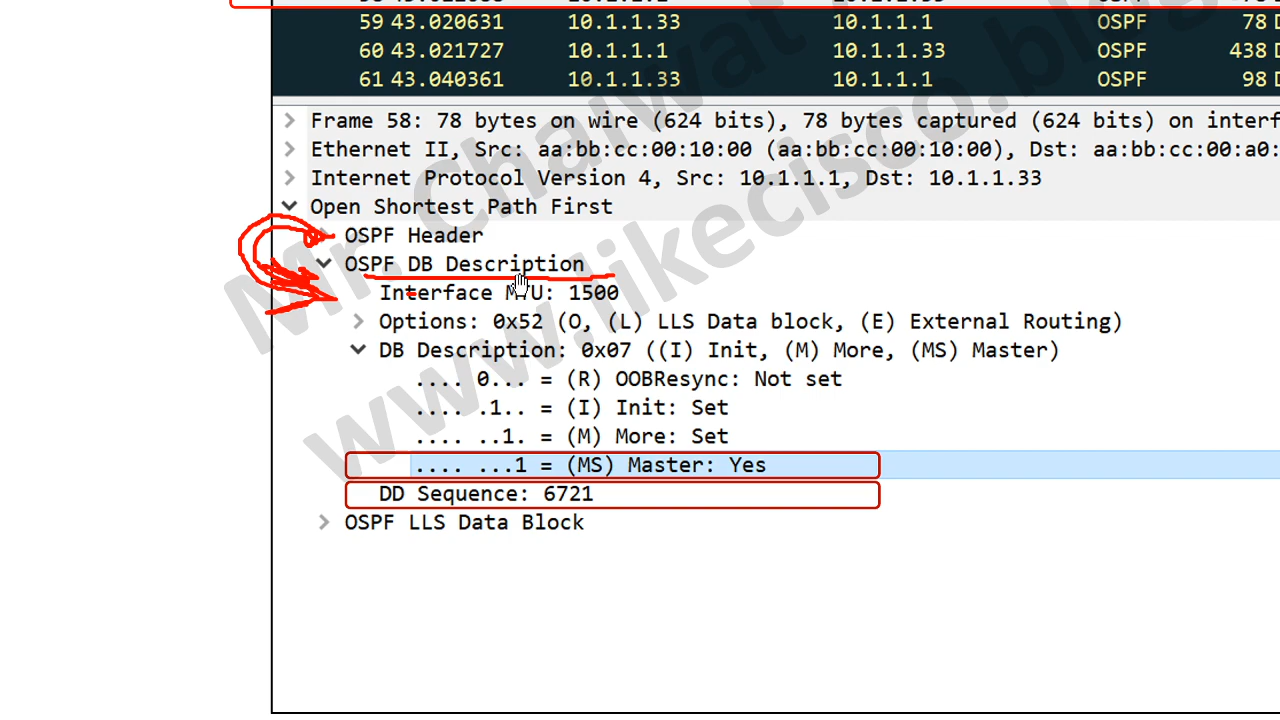 59 43.020631 10.1.1.33 10.1.1.1 OSPF 78
60 43.021727 10.1.1.1 10.1.1.33 OSPF 438
61 43.040361 10.1.1.33 10.1.1.1 OSPF 98
Frame 58: 78 bytes on wire (624 bits), 78 bytes captured (624 bits) on interf
Ethernet II, Src: aa:bb:cc:00:10:00 (aa:bb:cc:00:10:00), Dst: aa:bb:cc:00:a0:
Internet Protocol Version 4, Src: 10.1.1.1, Dst: 10.1.1.33
Open Shortest Path First
OSPF Header
OSPF DB Description
Interface MTU: 1500
Options: 0x52 (O, (L) LLS Data block, (E) External Routing)
DB Description: 0x07 ((I) Init, (M) More, (MS) Master)
.... 0... = (R) OOBResync: Not set
.... .1.. = (I) Init: Set
.... ..1. = (M) More: Set
.... ...1 = (MS) Master: Yes
DD Sequence: 6721
OSPF LLS Data Block
Mr. Chaiwat
www.likecisco.blog